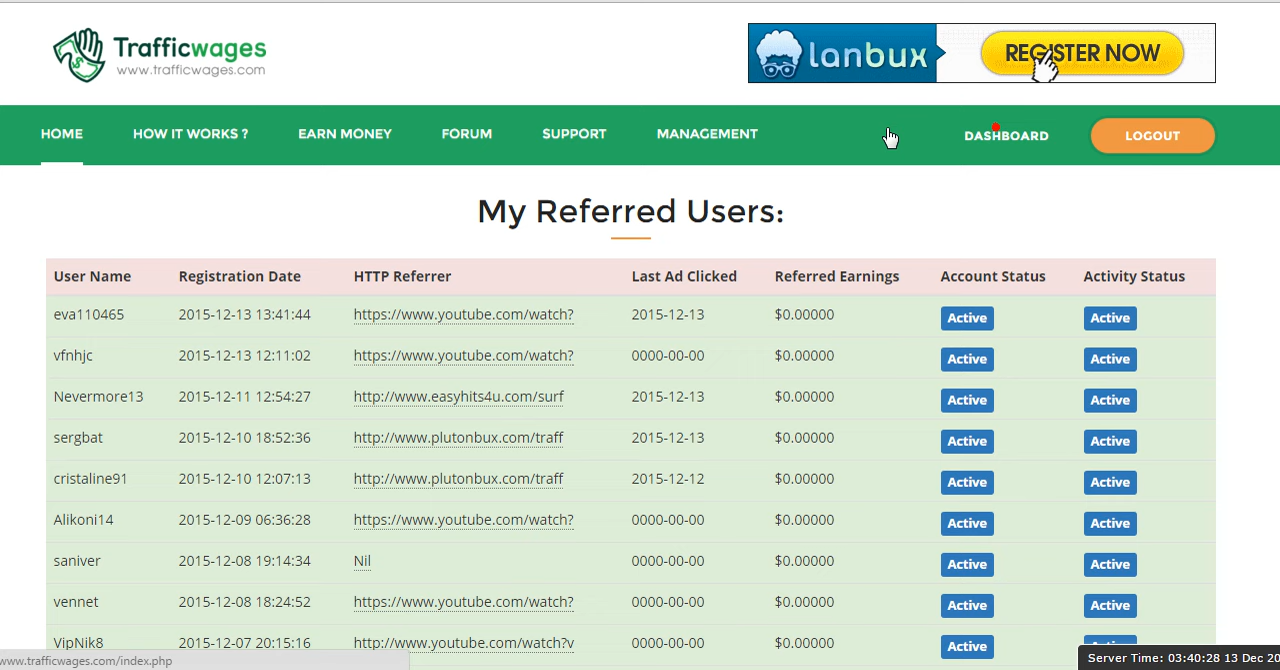 Trafficwages
www.trafficwages.com
lanbux
REGISTER NOW
HOME HOW IT WORKS ? EARN MONEY FORUM SUPPORT MANAGEMENT DASHBOARD LOGOUT
My Referred Users:
User Name Registration Date HTTP Referrer Last Ad Clicked Referred Earnings Account Status Activity Status
eva110465 2015-12-13 13:41:44 https://www.youtube.com/watch? 2015-12-13 $0.00000 Active Active
vfnhjc 2015-12-13 12:11:02 https://www.youtube.com/watch? 0000-00-00 $0.00000 Active Active
Nevermore13 2015-12-11 12:54:27 http://www.easyhits4u.com/surf 2015-12-13 $0.00000 Active Active
sergbat 2015-12-10 18:52:36 http://www.plutonbux.com/traff 2015-12-13 $0.00000 Active Active
cristaline91 2015-12-10 12:07:13 http://www.plutonbux.com/traff 2015-12-12 $0.00000 Active Active
Alikoni14 2015-12-09 06:36:28 https://www.youtube.com/watch? 0000-00-00 $0.00000 Active Active
saniver 2015-12-08 19:14:34 Nil 0000-00-00 $0.00000 Active Active
vennet 2015-12-08 18:24:52 https://www.youtube.com/watch? 0000-00-00 $0.00000 Active Active
VipNik8 2015-12-07 20:15:16 http://www.youtube.com/watch?v 0000-00-00 $0.00000 Active
www.trafficwages.com/index.php
Server Time: 03:40:28 13 Dec 20